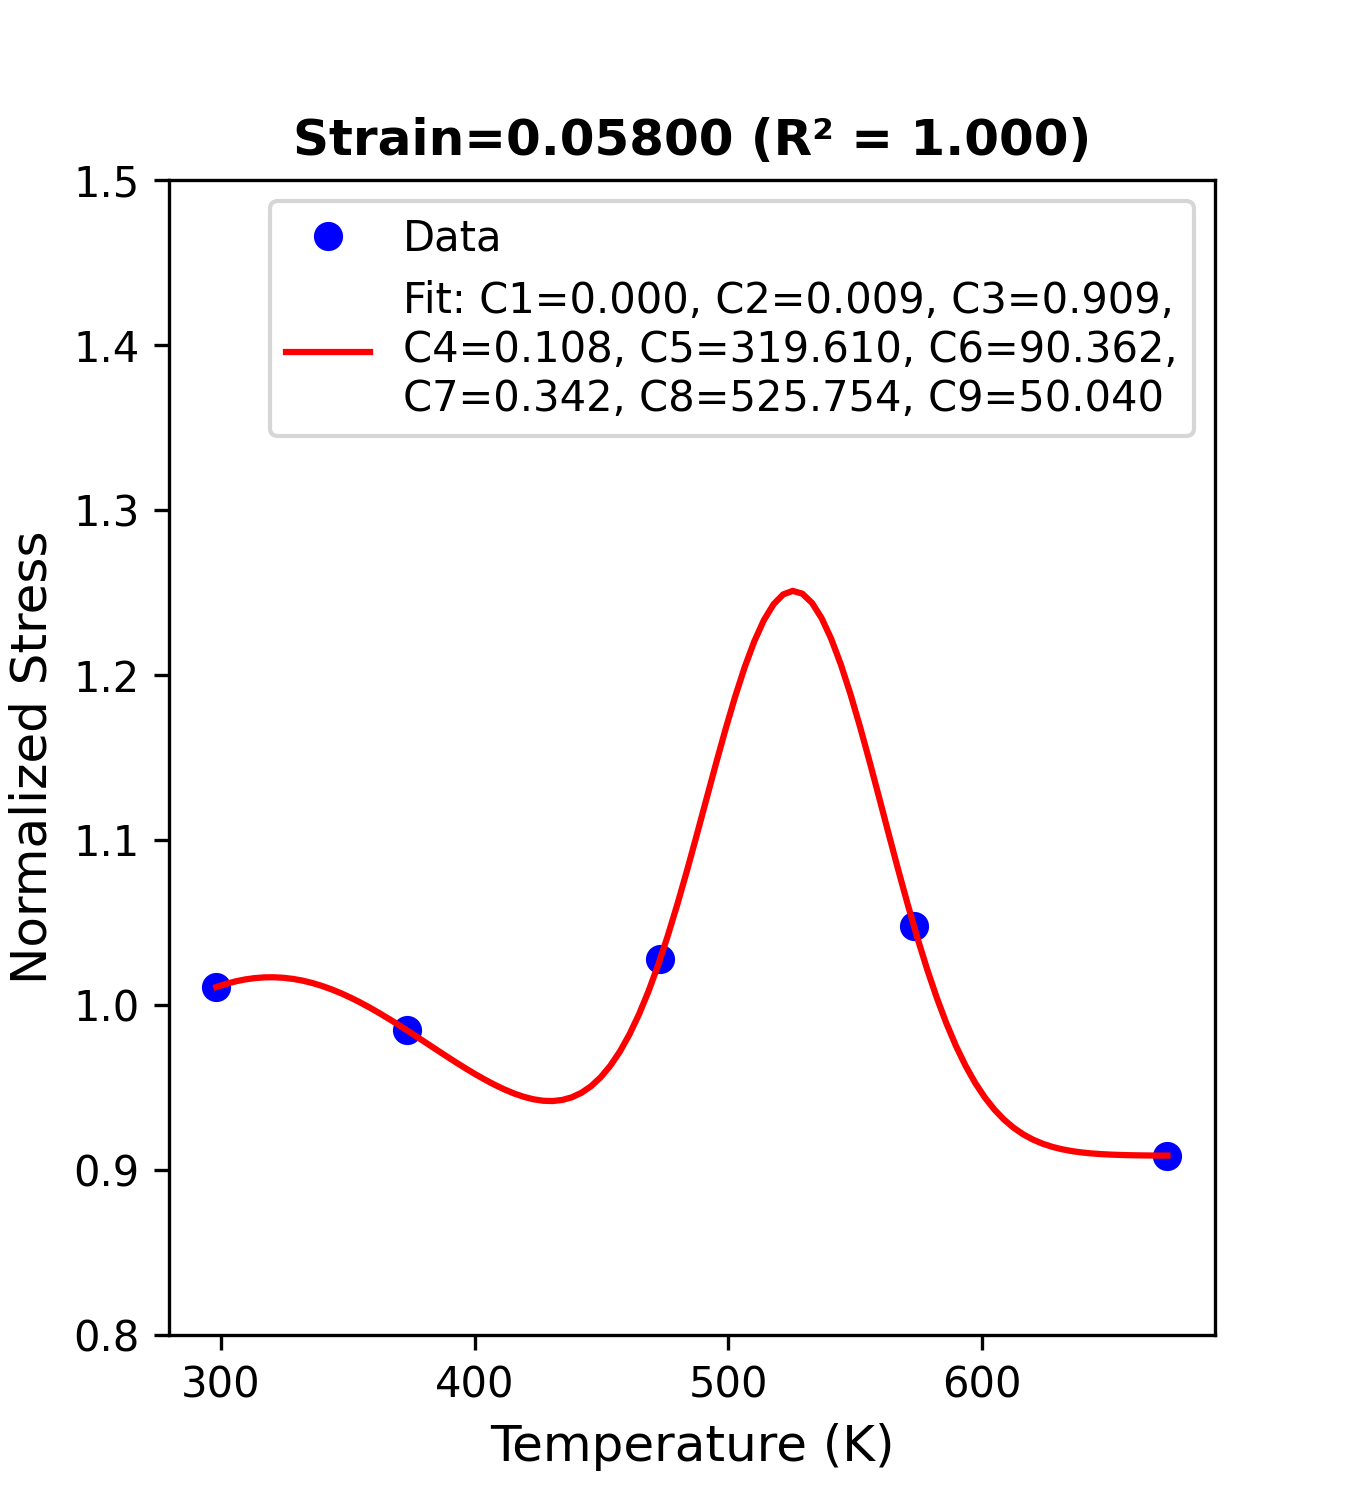 Strain=0.05800 (R² = 1.000)
1.5
1.4
1.3
1.2
1.1
1.0
0.9
0.8
Normalized Stress
Data
Fit: C1=0.000, C2=0.009, C3=0.909,
C4=0.108, C5=319.610, C6=90.362,
C7=0.342, C8=525.754, C9=50.040
300 400 500 600
Temperature (K)